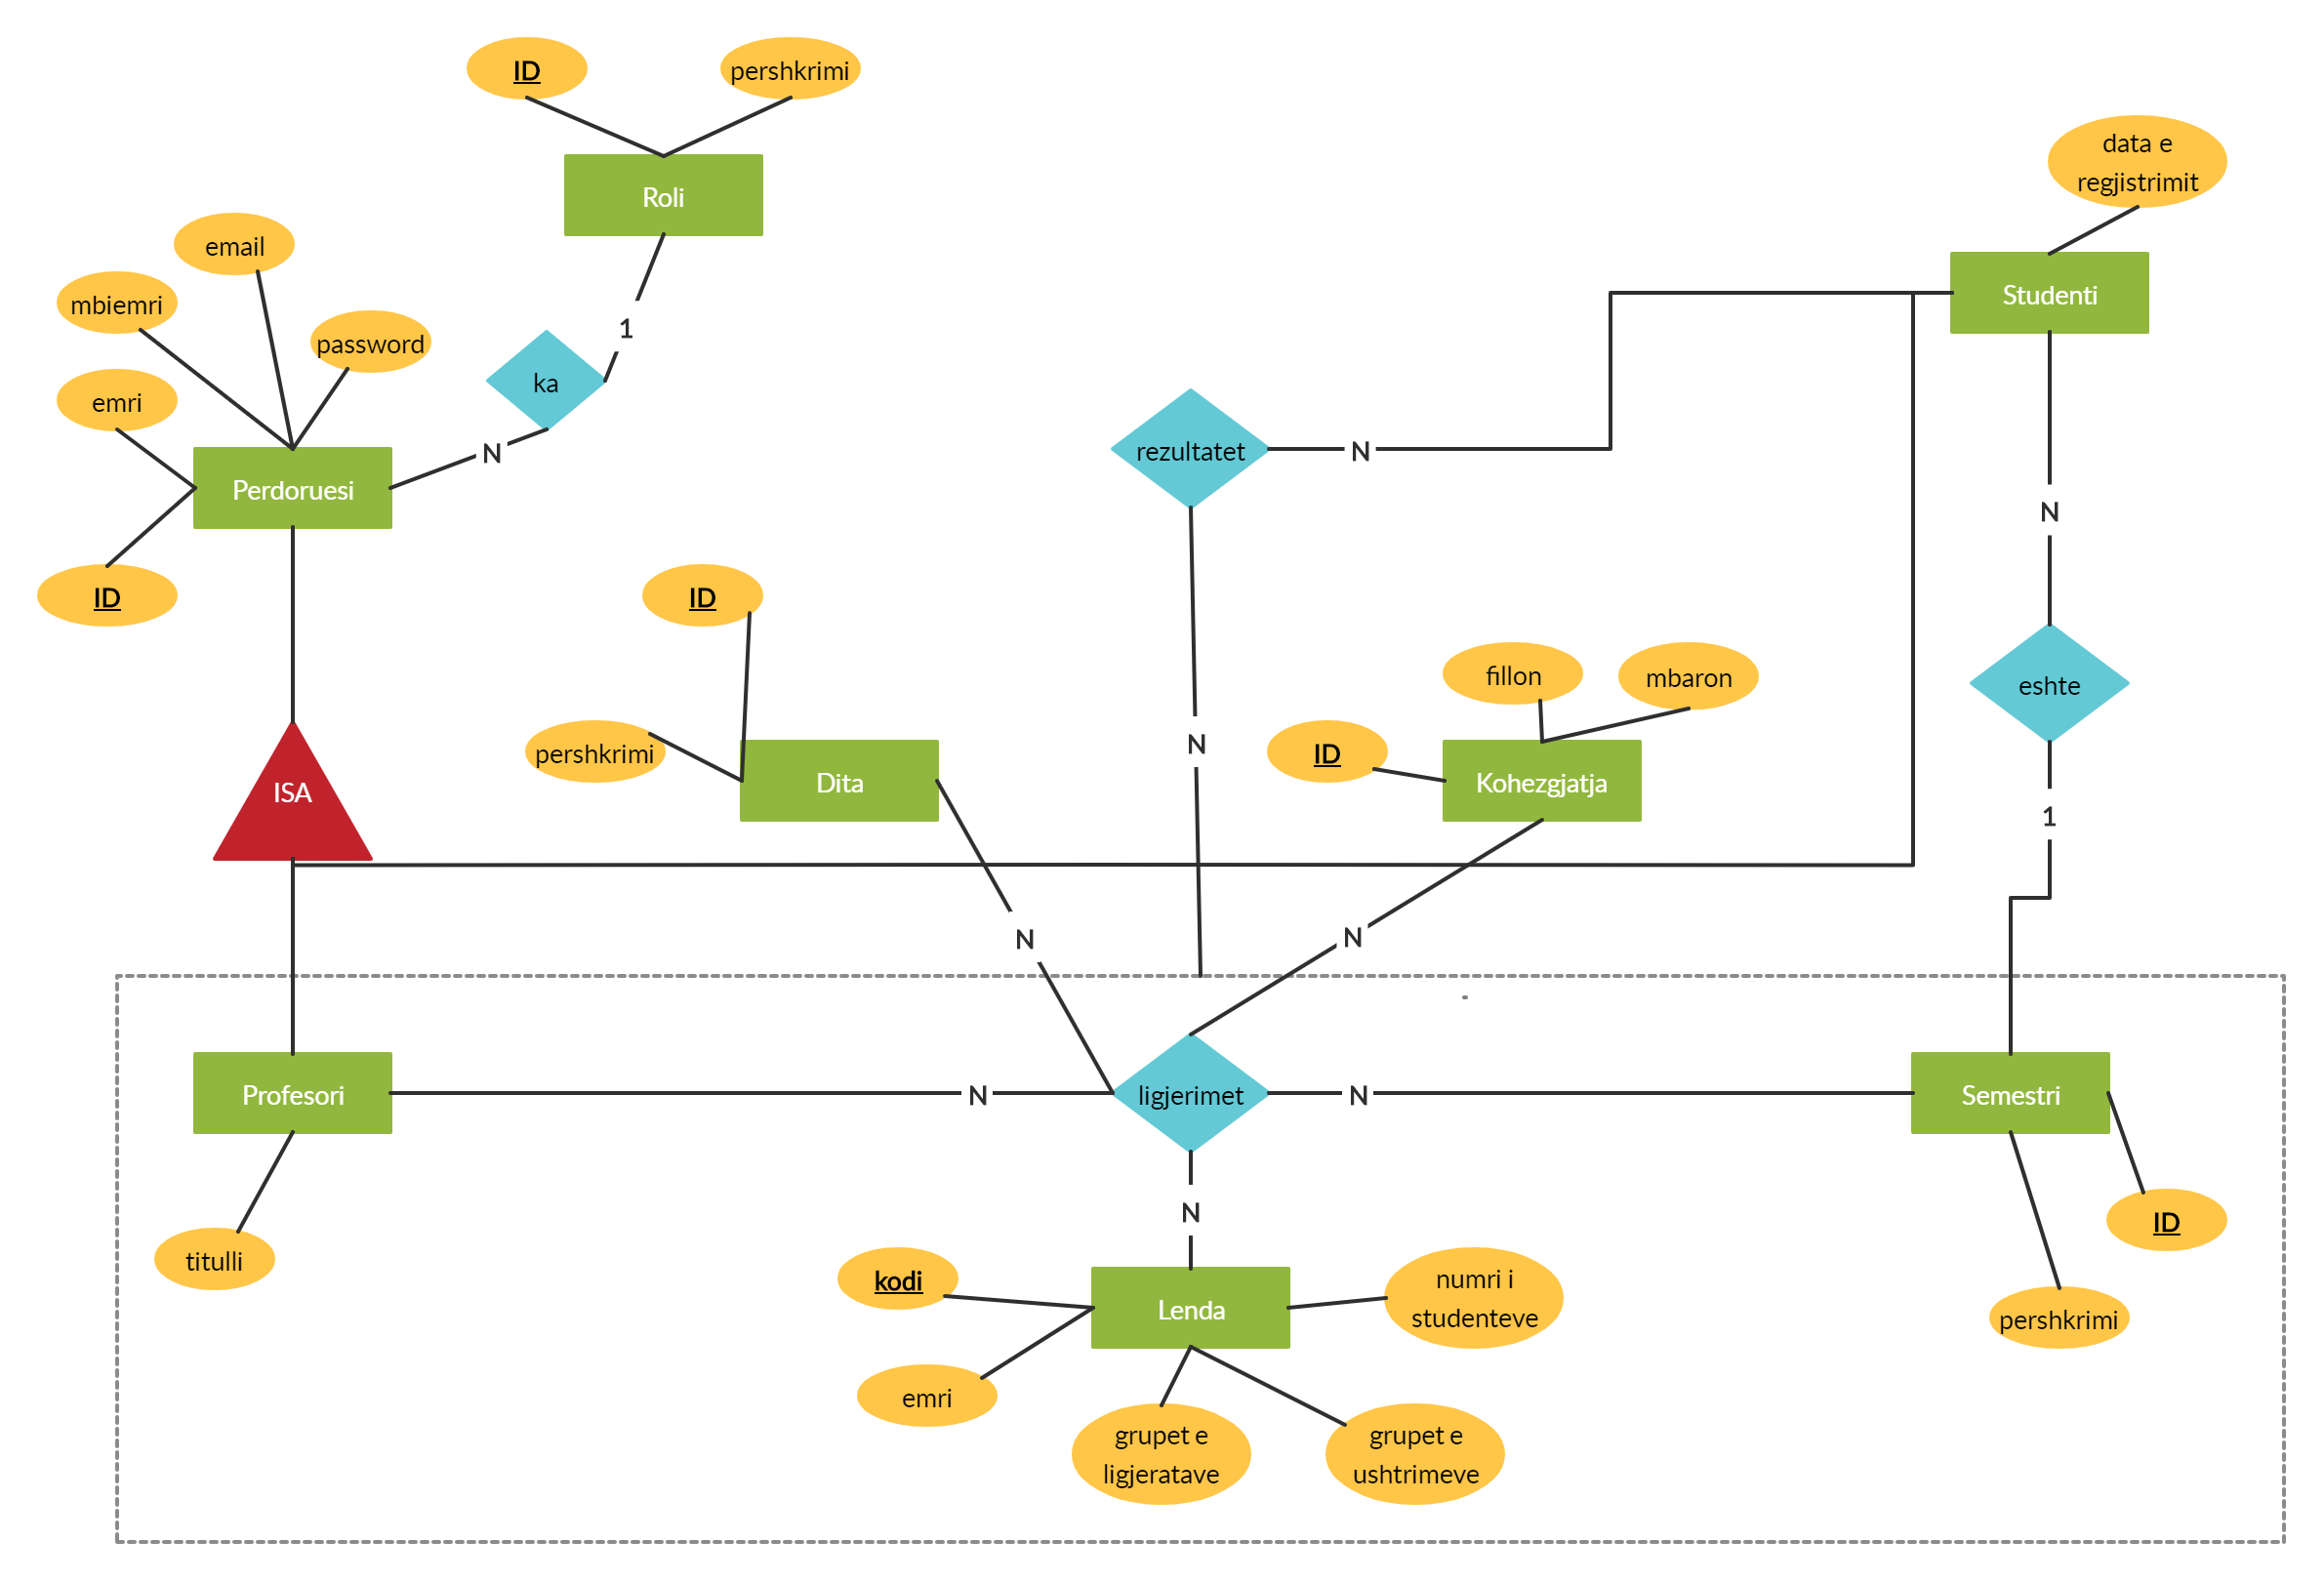 ID
pershkrimi
Roli
data e
regjistrimit
email
mbiemri
password
1
ka
emri
N
Perdoruesi
ID
Studenti
rezultatet
N
N
ID
pershkrimi
Dita
N
fillon
mbaron
ID
Kohezgjatja
eshte
1
ISA
N
N
Profesori
N
ligjerimet
N
Semestri
titulli
N
ID
pershkrimi
kodi
Lenda
numri i
studenteve
emri
grupet e
ligjeratave
grupet e
ushtrimeve